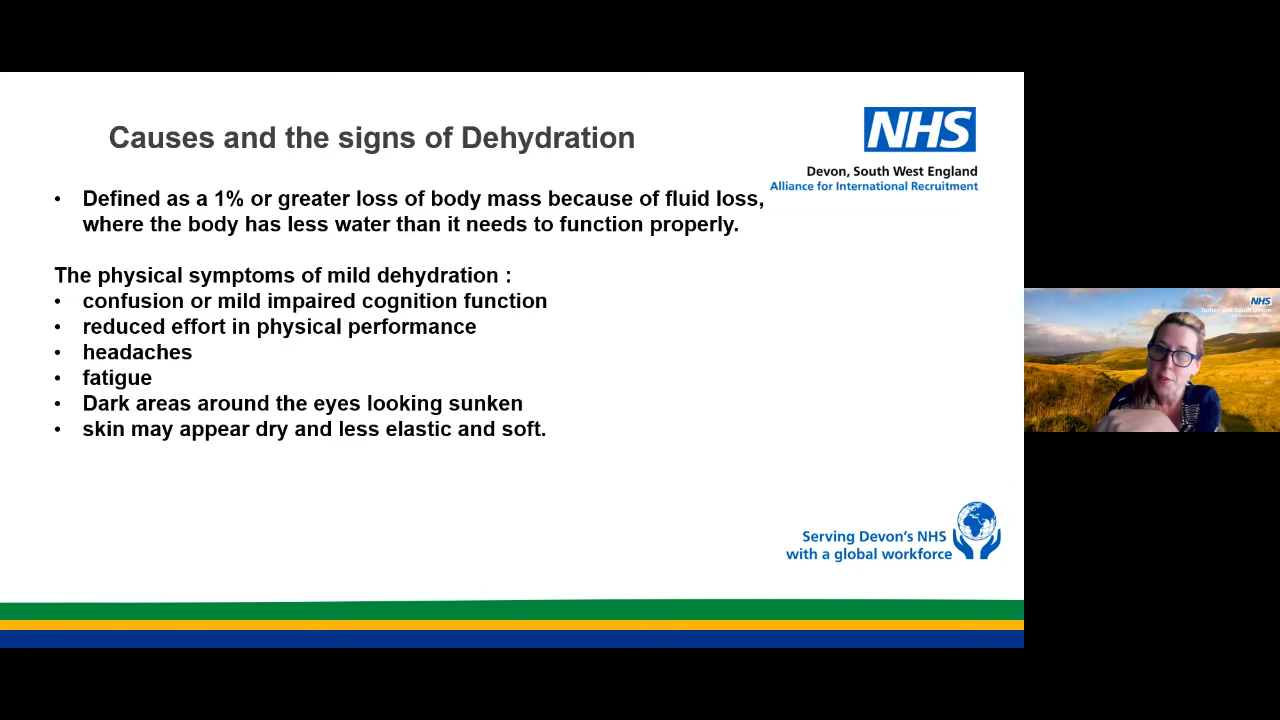 Causes and the signs of Dehydration
NHS
Devon, South West England
Alliance for International Recruitment
• Defined as a 1% or greater loss of body mass because of fluid loss,
where the body has less water than it needs to function properly.
The physical symptoms of mild dehydration :
• confusion or mild impaired cognition function
• reduced effort in physical performance
• headaches
• fatigue
• Dark areas around the eyes looking sunken
• skin may appear dry and less elastic and soft.
Serving Devon's NHS
with a global workforce
NHS
Torbay and South Devon